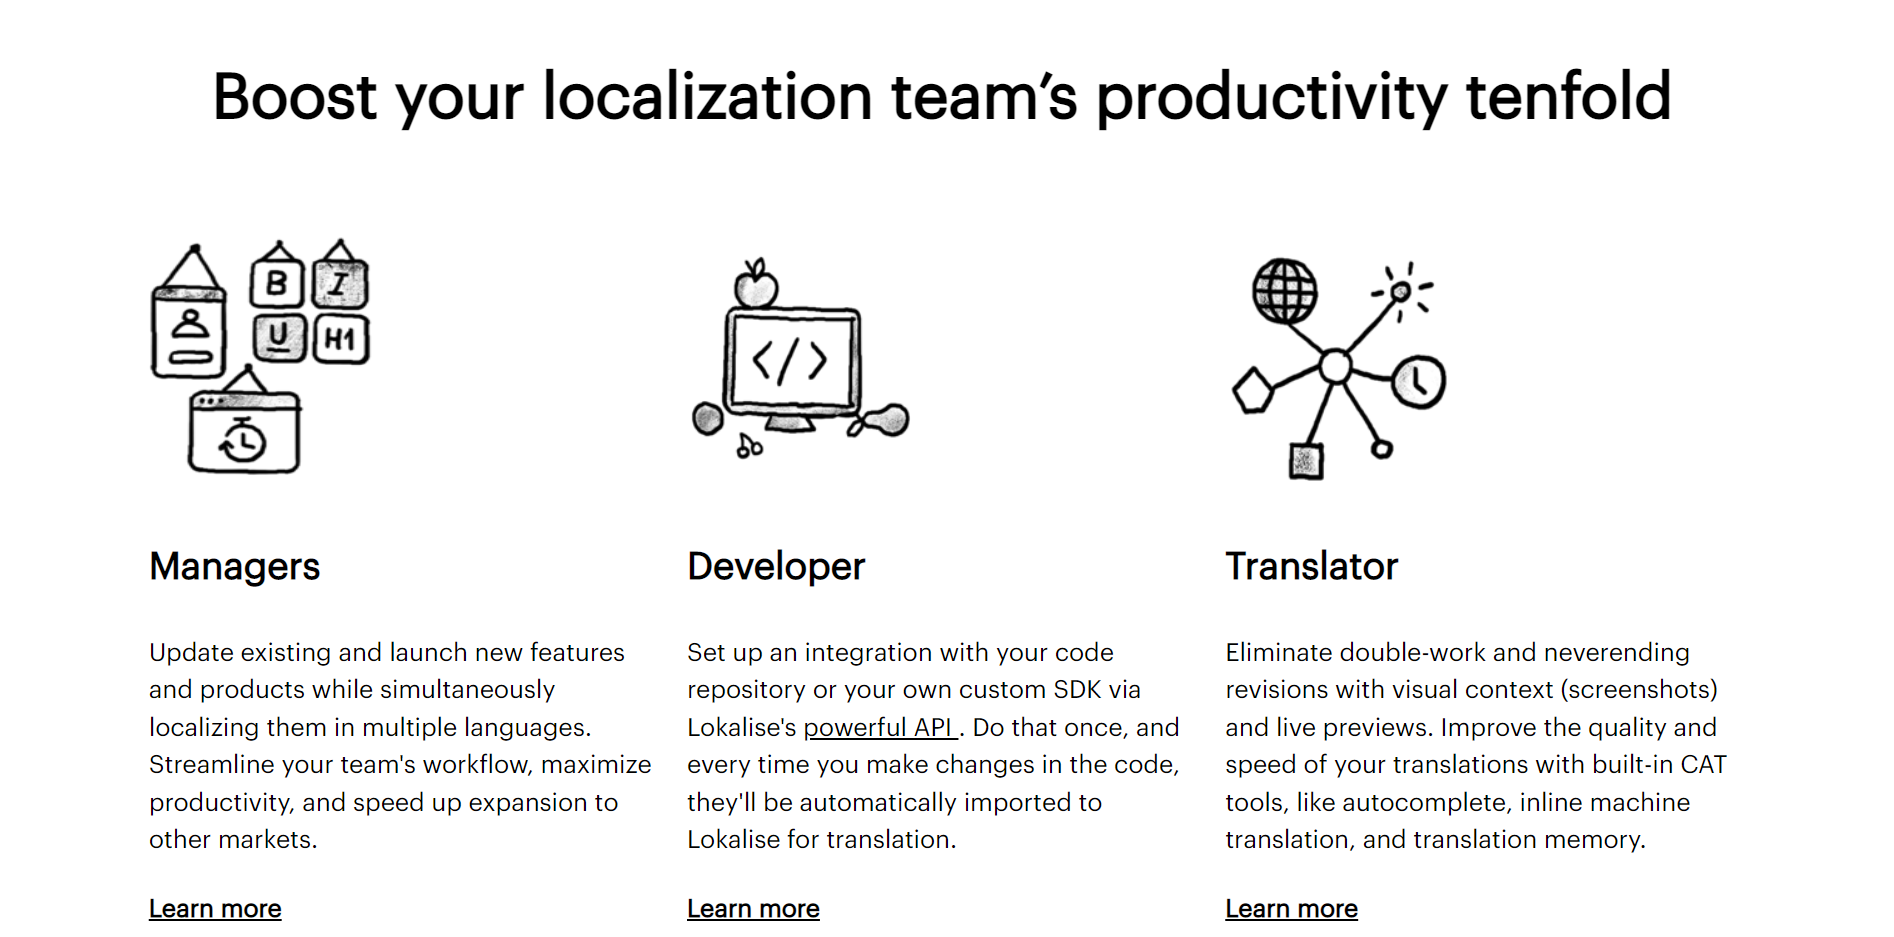 Boost your localization team’s productivity tenfold
B
I
U
H1
</>
Managers
Update existing and launch new features
and products while simultaneously
localizing them in multiple languages.
Streamline your team's workflow, maximize
productivity, and speed up expansion to
other markets.
Learn more
Developer
Set up an integration with your code
repository or your own custom SDK via
Lokalise's powerful API . Do that once, and
every time you make changes in the code,
they'll be automatically imported to
Lokalise for translation.
Learn more
Translator
Eliminate double-work and neverending
revisions with visual context (screenshots)
and live previews. Improve the quality and
speed of your translations with built-in CAT
tools, like autocomplete, inline machine
translation, and translation memory.
Learn more